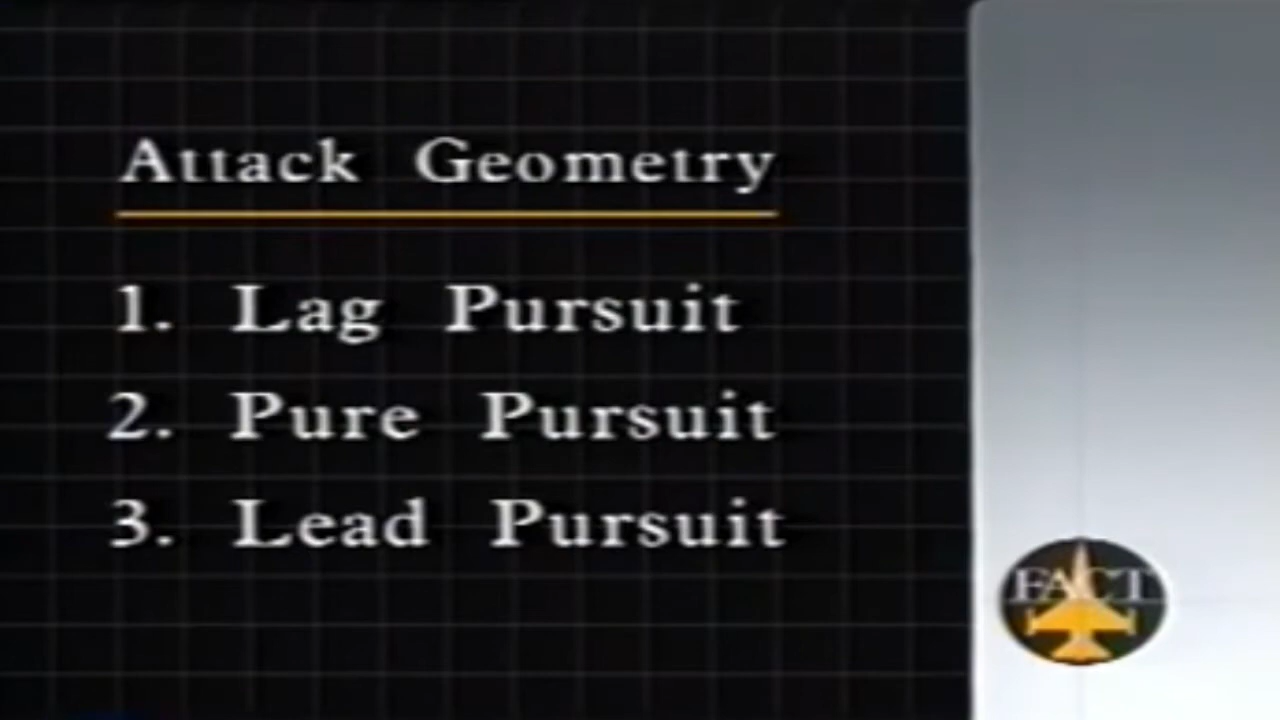 Attack Geometry
1. Lag Pursuit
2. Pure Pursuit
3. Lead Pursuit
FACT